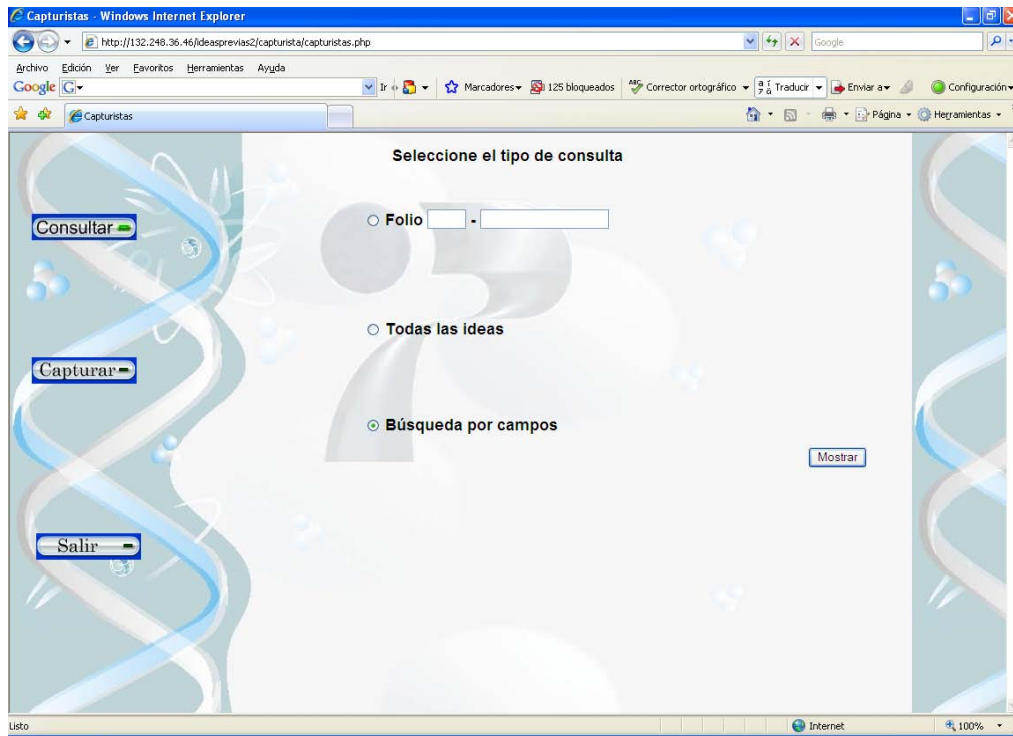 Capturistas - Windows Internet Explorer
http://132.248.36.46/ideasprevias2/capturista/capturistas.php
Google
Archivo Edición Ver Favoritos Herramientas Ayuda
Google G Ir Marcadores 125 bloqueados ABC Corrector ortográfico Traducir Enviar a Configuración
Capturistas Página Herramientas
Seleccione el tipo de consulta
Consultar
Folio -
Todas las ideas
Capturar
Búsqueda por campos
Mostrar
Salir
Listo Internet 100%